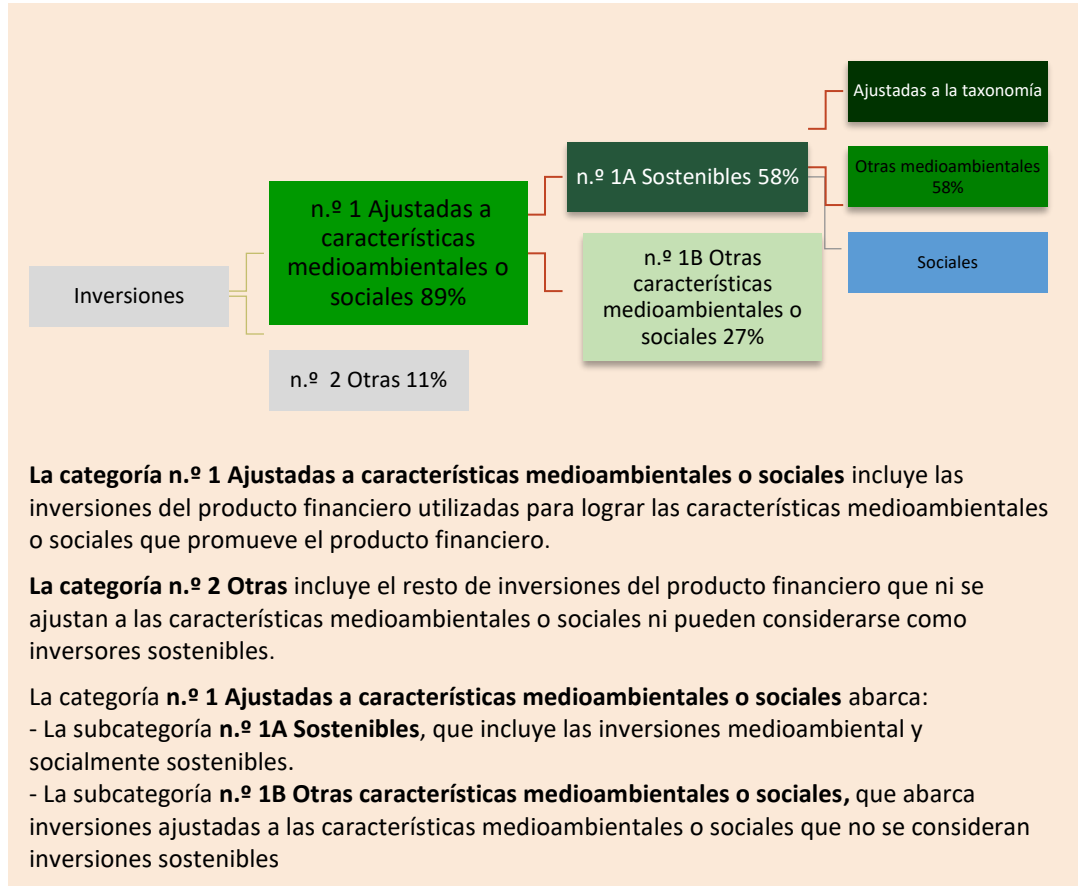 Ajustadas a la taxonomía
n.º 1A Sostenibles 58%
Otras medioambientales
58%
n.º 1 Ajustadas a
características
medioambientales o
sociales 89%
n.º 1B Otras
características
medioambientales o
sociales 27%
Sociales
Inversiones
n.º 2 Otras 11%
La categoría n.º 1 Ajustadas a características medioambientales o sociales incluye las
inversiones del producto financiero utilizadas para lograr las características medioambientales
o sociales que promueve el producto financiero.
La categoría n.º 2 Otras incluye el resto de inversiones del producto financiero que ni se
ajustan a las características medioambientales o sociales ni pueden considerarse como
inversores sostenibles.
La categoría n.º 1 Ajustadas a características medioambientales o sociales abarca:
- La subcategoría n.º 1A Sostenibles, que incluye las inversiones medioambiental y
socialmente sostenibles.
- La subcategoría n.º 1B Otras características medioambientales o sociales, que abarca
inversiones ajustadas a las características medioambientales o sociales que no se consideran
inversiones sostenibles